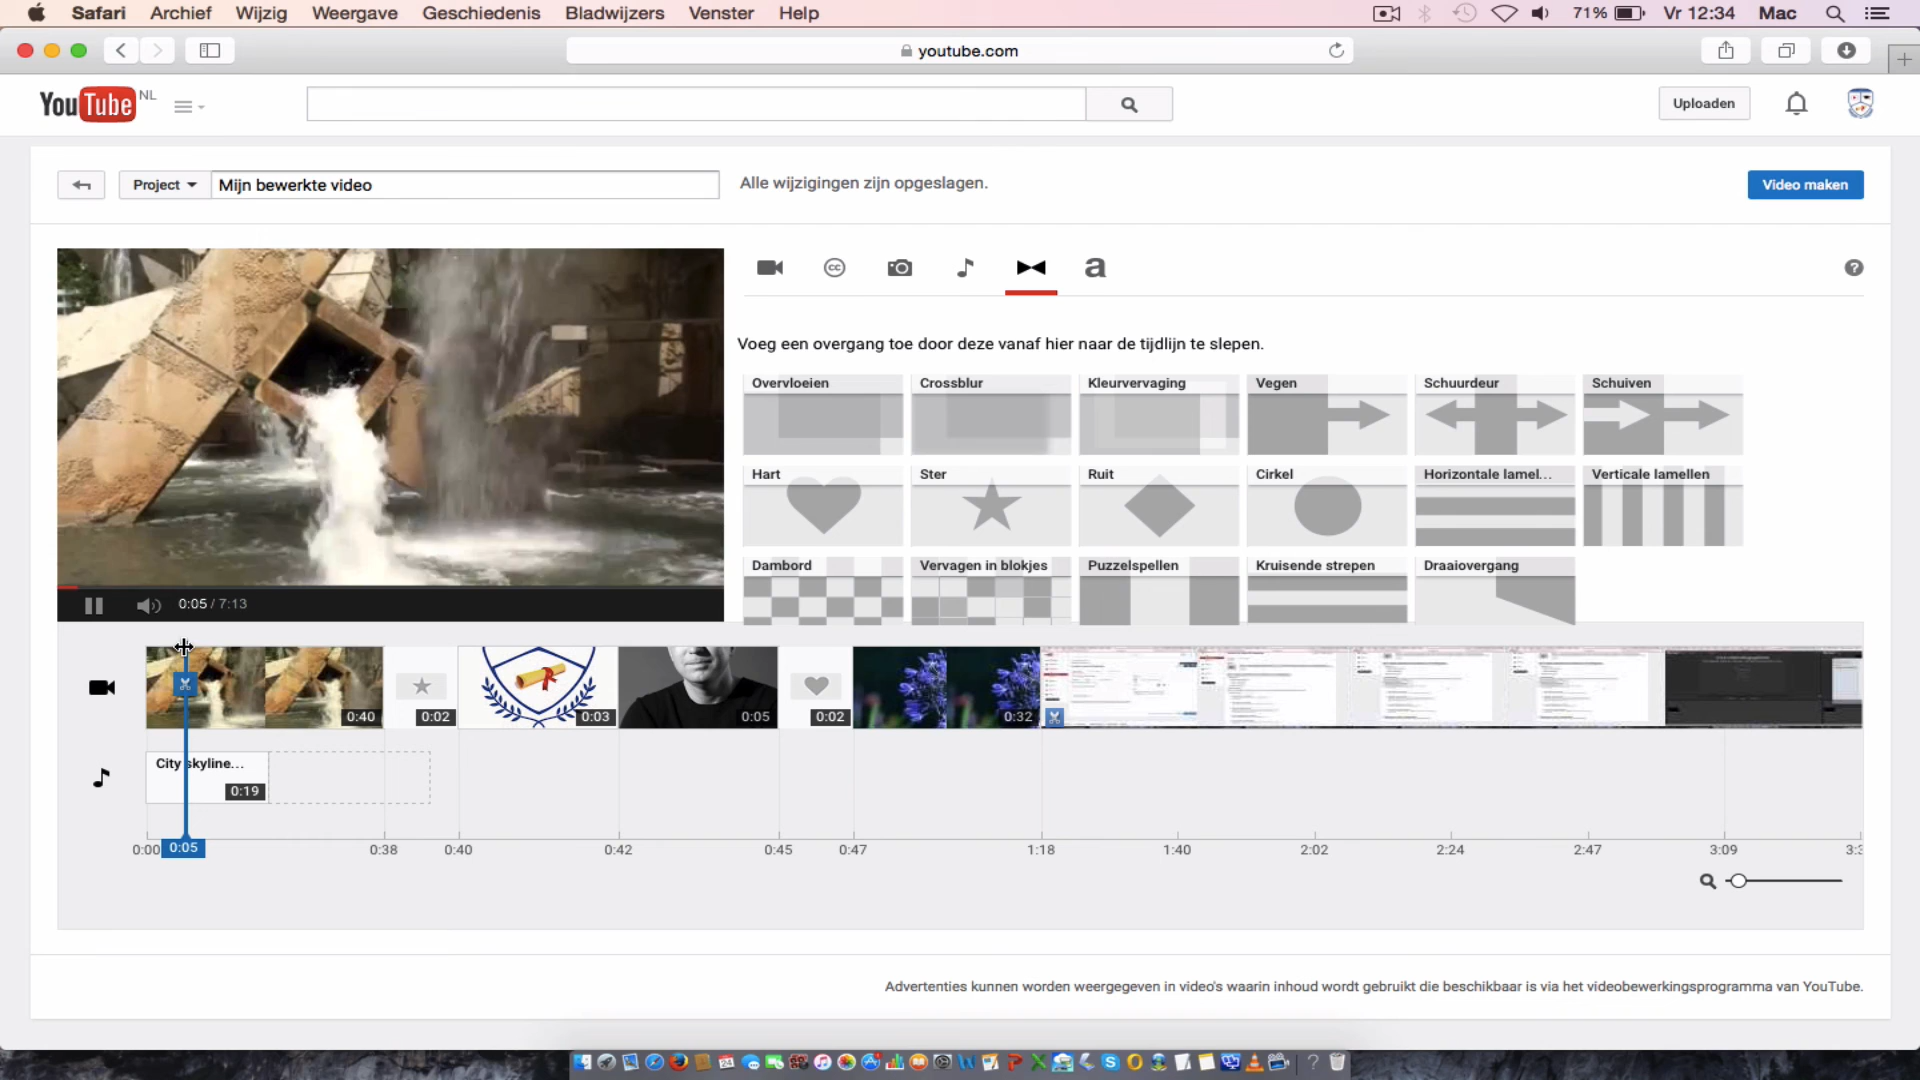 Safari Archief Wijzig Weergave Geschiedenis Bladwijzers Venster Help 71% Vr 12:34 Mac
youtube.com
YouTube NL Uploaden
Project Mijn bewerkte video Alle wijzigingen zijn opgeslagen. Video maken
cc a ?
Voeg een overgang toe door deze vanaf hier naar de tijdlijn te slepen.
Overvloeien Crossblur Kleurvervaging Vegen Schuurdeur Schuiven
Hart Ster Ruit Cirkel Horizontale lamel... Verticale lamellen
Dambord Vervagen in blokjes Puzzelspellen Kruisende strepen Draaiovergang
0:05 / 7:13
0:40 0:02 0:03 0:05 0:02 0:32
City skyline...
0:19
0:00 0:05 0:38 0:40 0:42 0:45 0:47 1:18 1:40 2:02 2:24 2:47 3:09
Advertenties kunnen worden weergegeven in video's waarin inhoud wordt gebruikt die beschikbaar is via het videobewerkingsprogramma van YouTube.